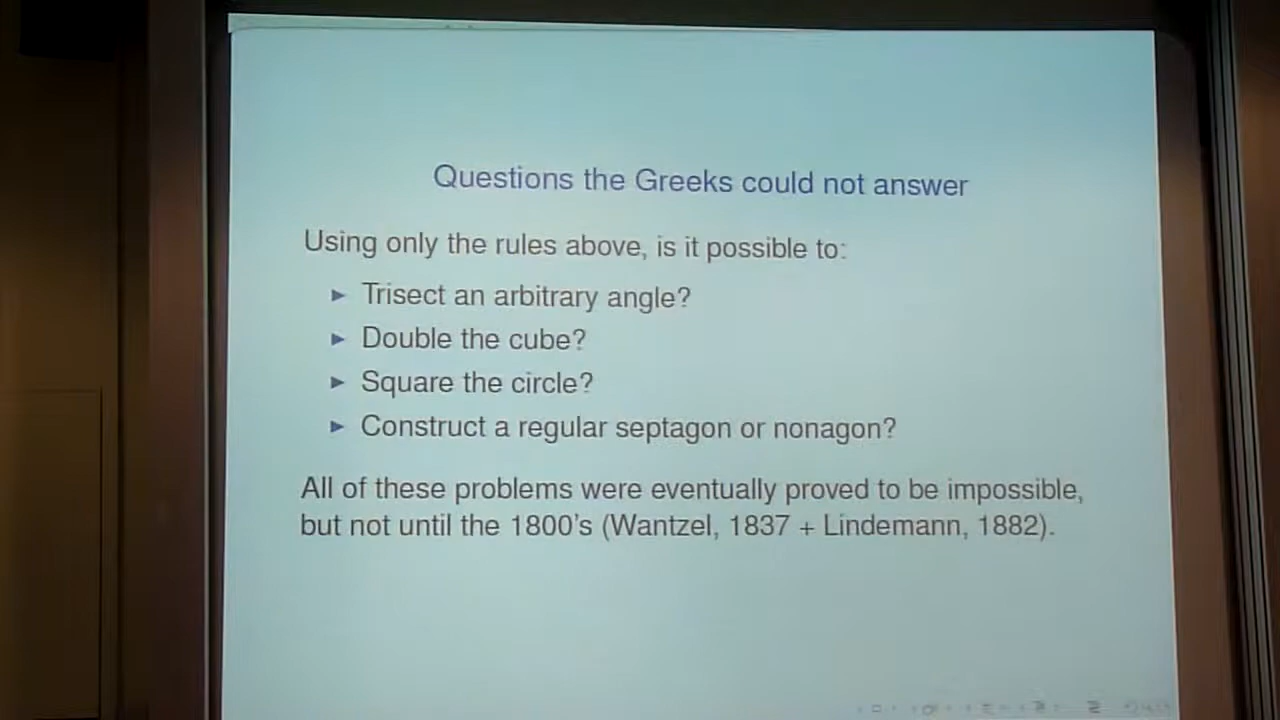 Questions the Greeks could not answer
Using only the rules above, is it possible to:
► Trisect an arbitrary angle?
► Double the cube?
► Square the circle?
► Construct a regular septagon or nonagon?
All of these problems were eventually proved to be impossible,
but not until the 1800's (Wantzel, 1837 + Lindemann, 1882).